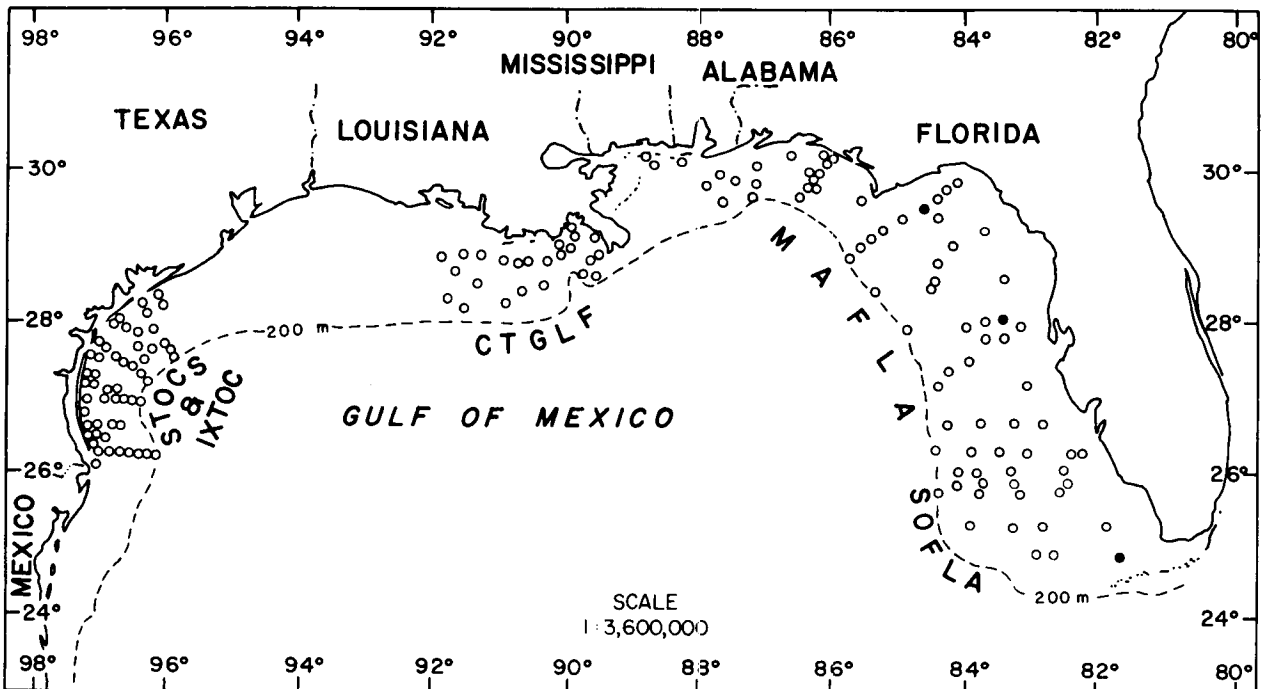 98° 96° 94° 92° 90° 88° 86° 84° 82° 80°
MISSISSIPPI ALABAMA
TEXAS LOUISIANA FLORIDA
30° 30°
28° 200 m 28°
CTGLF
MAFLA
STOCS
&
IXTOC
GULF OF MEXICO
26° 26°
SOFLA
MEXICO
SCALE
1:3,600,000
200 m
24° 24°
98° 96° 94° 92° 90° 88° 86° 84° 82° 80°